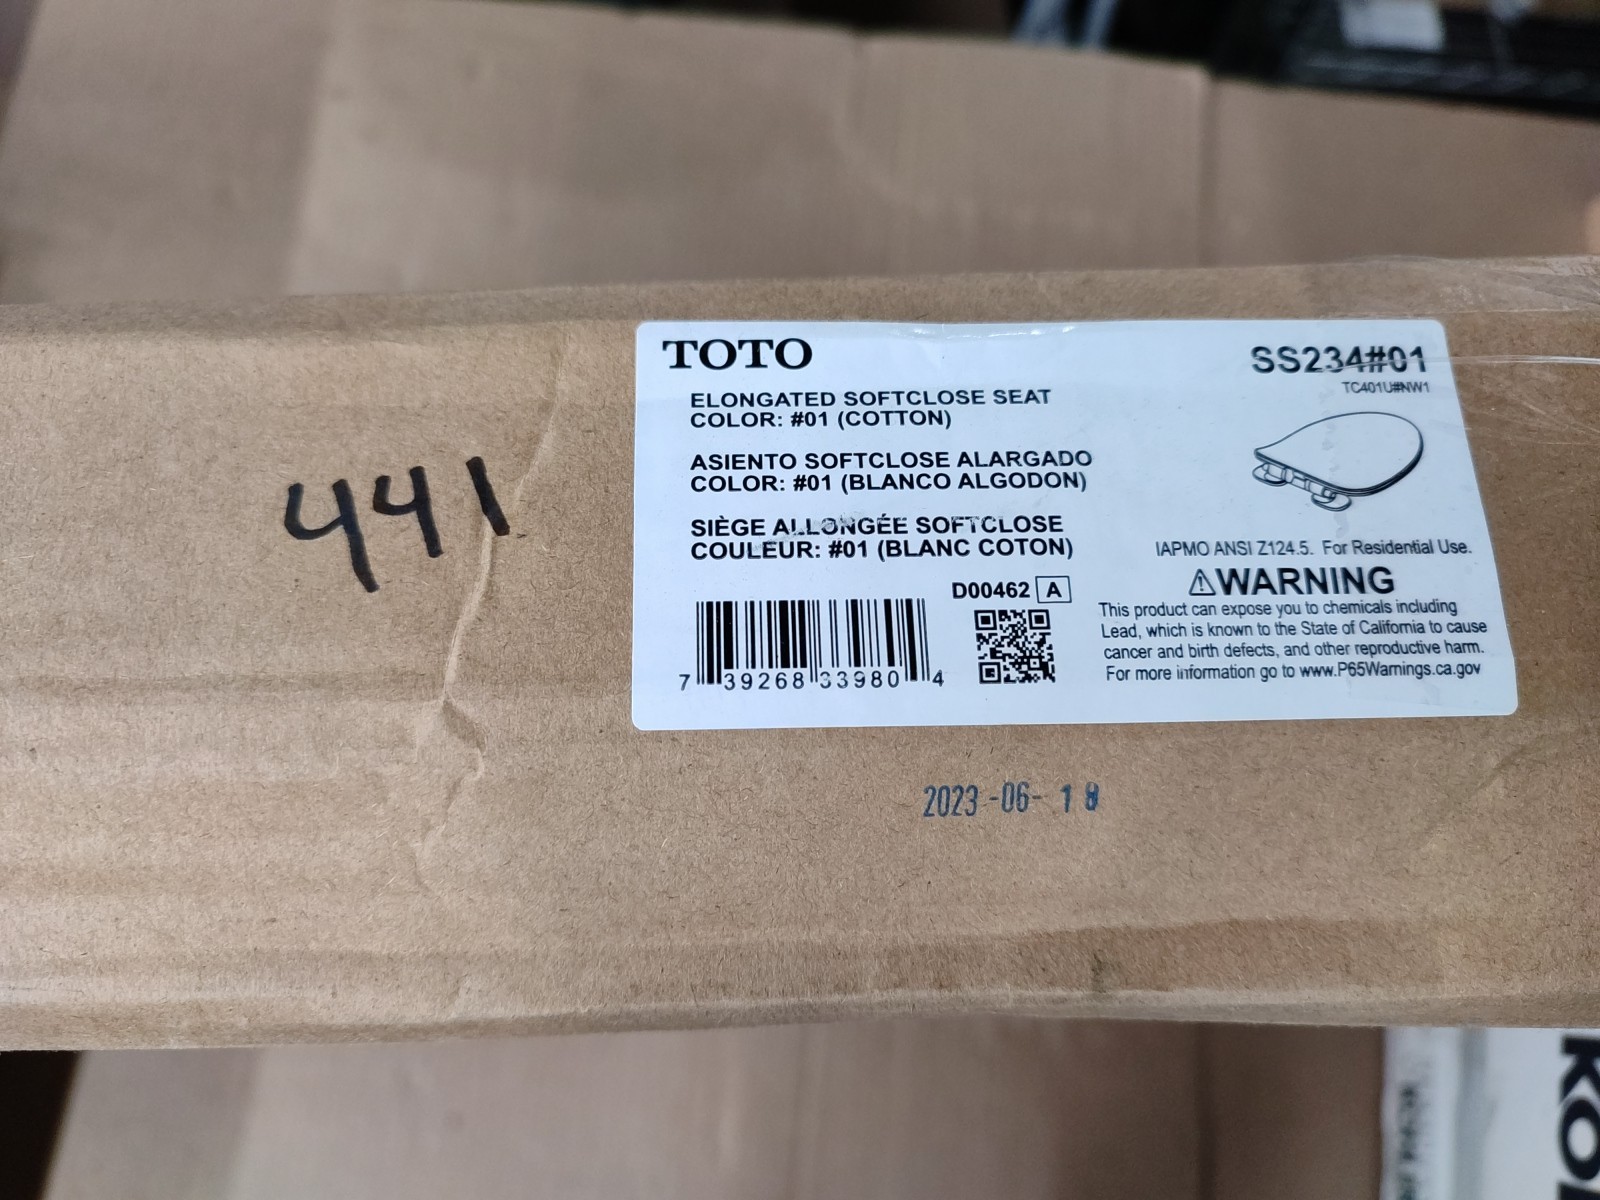 441
TOTO
SS234#01
TC401U#NW1
ELONGATED SOFTCLOSE SEAT
COLOR: #01 (COTTON)
ASIENTO SOFTCLOSE ALARGADO
COLOR: #01 (BLANCO ALGODON)
SIÈGE ALLONGÉE SOFTCLOSE
COULEUR: #01 (BLANC COTON)
D00462 A
7 39268 33980 4
IAPMO ANSI Z124.5. For Residential Use.
⚠WARNING
This product can expose you to chemicals including
Lead, which is known to the State of California to cause
cancer and birth defects, and other reproductive harm.
For more information go to www.P65Warnings.ca.gov
2023-06-